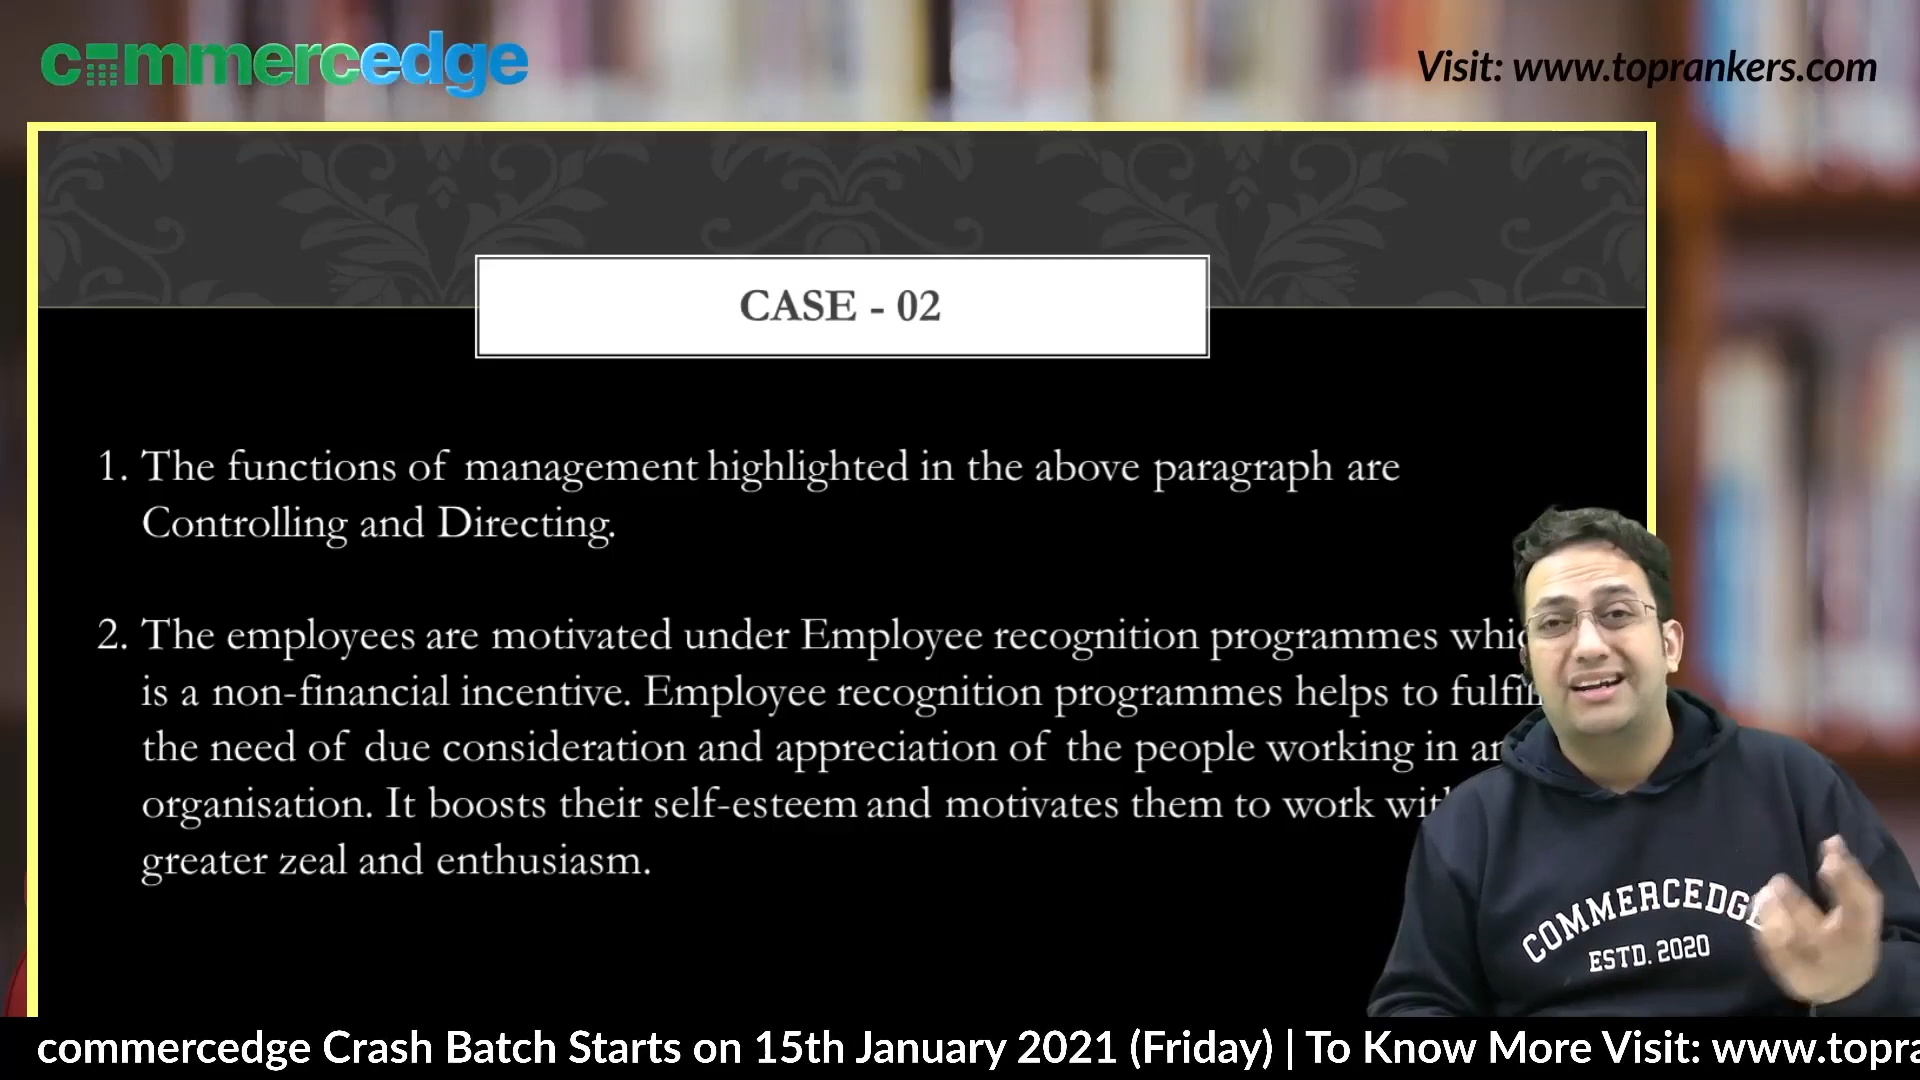 commercedge
Visit: www.toprankers.com
CASE - 02
1. The functions of management highlighted in the above paragraph are
Controlling and Directing.
2. The employees are motivated under Employee recognition programmes
is a non-financial incentive. Employee recognition programmes helps to
the need of due consideration and appreciation of the people working in
organisation. It boosts their self-esteem and motivates them to work
greater zeal and enthusiasm.
COMMERCEDGE
ESTD. 2020
commercedge Crash Batch Starts on 15th January 2021 (Friday) | To Know More Visit: